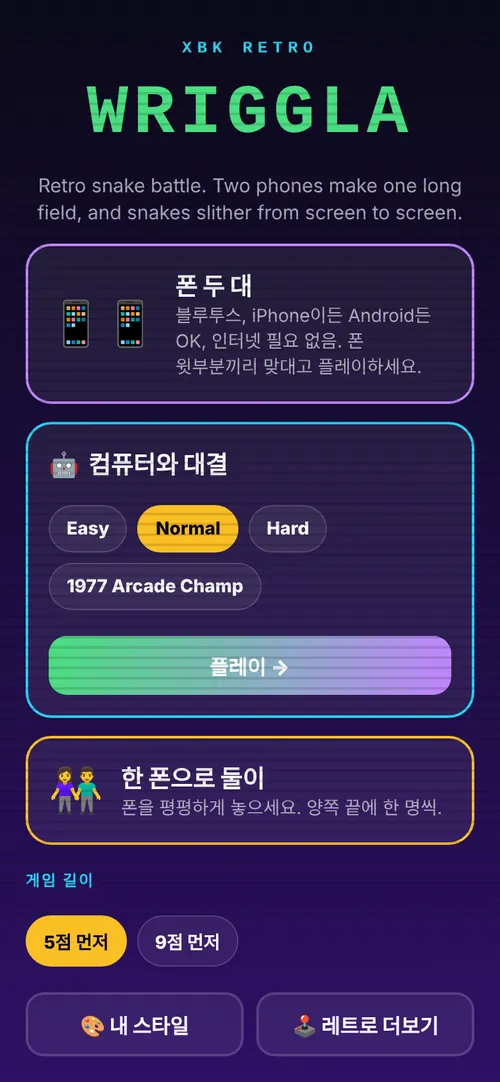 XBK RETRO
WRIGGLA
Retro snake battle. Two phones make one long
field, and snakes slither from screen to screen.
폰 두 대
블루투스, iPhone이든 Android든
OK, 인터넷 필요 없음. 폰
윗부분끼리 맞대고 플레이하세요.
컴퓨터와 대결
Easy
Normal
Hard
1977 Arcade Champ
플레이 →
한 폰으로 둘이
폰을 평평하게 놓으세요. 양쪽 끝에 한 명씩.
게임 길이
5점 먼저
9점 먼저
내 스타일
레트로 더보기